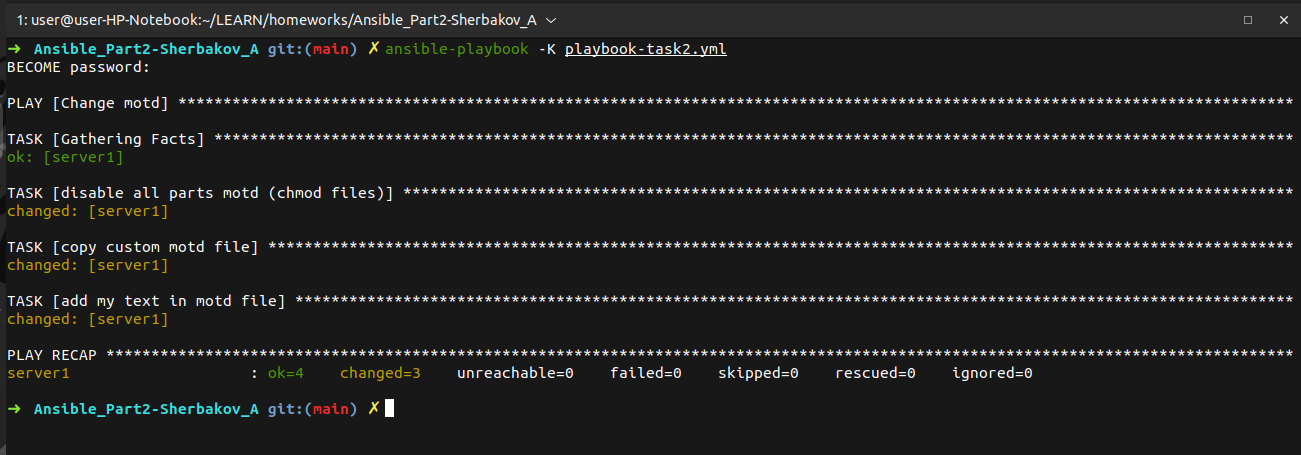 1: user@user-HP-Notebook:~/LEARN/homeworks/Ansible_Part2-Sherbakov_A
➜ Ansible_Part2-Sherbakov_A git:(main) ✗ ansible-playbook -K playbook-task2.yml
BECOME password:
PLAY [Change motd] ****************************************************************************************************************************
TASK [Gathering Facts] ************************************************************************************************************************
ok: [server1]
TASK [disable all parts motd (chmod files)] ***************************************************************************************************
changed: [server1]
TASK [copy custom motd file] ******************************************************************************************************************
changed: [server1]
TASK [add my text in motd file] ***************************************************************************************************************
changed: [server1]
PLAY RECAP ************************************************************************************************************************************
server1                    : ok=4    changed=3    unreachable=0    failed=0    skipped=0    rescued=0    ignored=0
➜ Ansible_Part2-Sherbakov_A git:(main) ✗